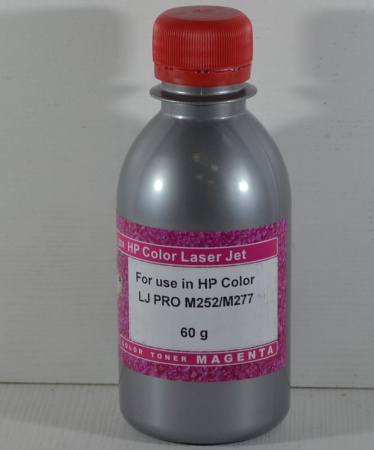 HP Color Laser Jet
For use in HP Color
LJ PRO M252/M277
60 g
COLOR TONER MAGENTA